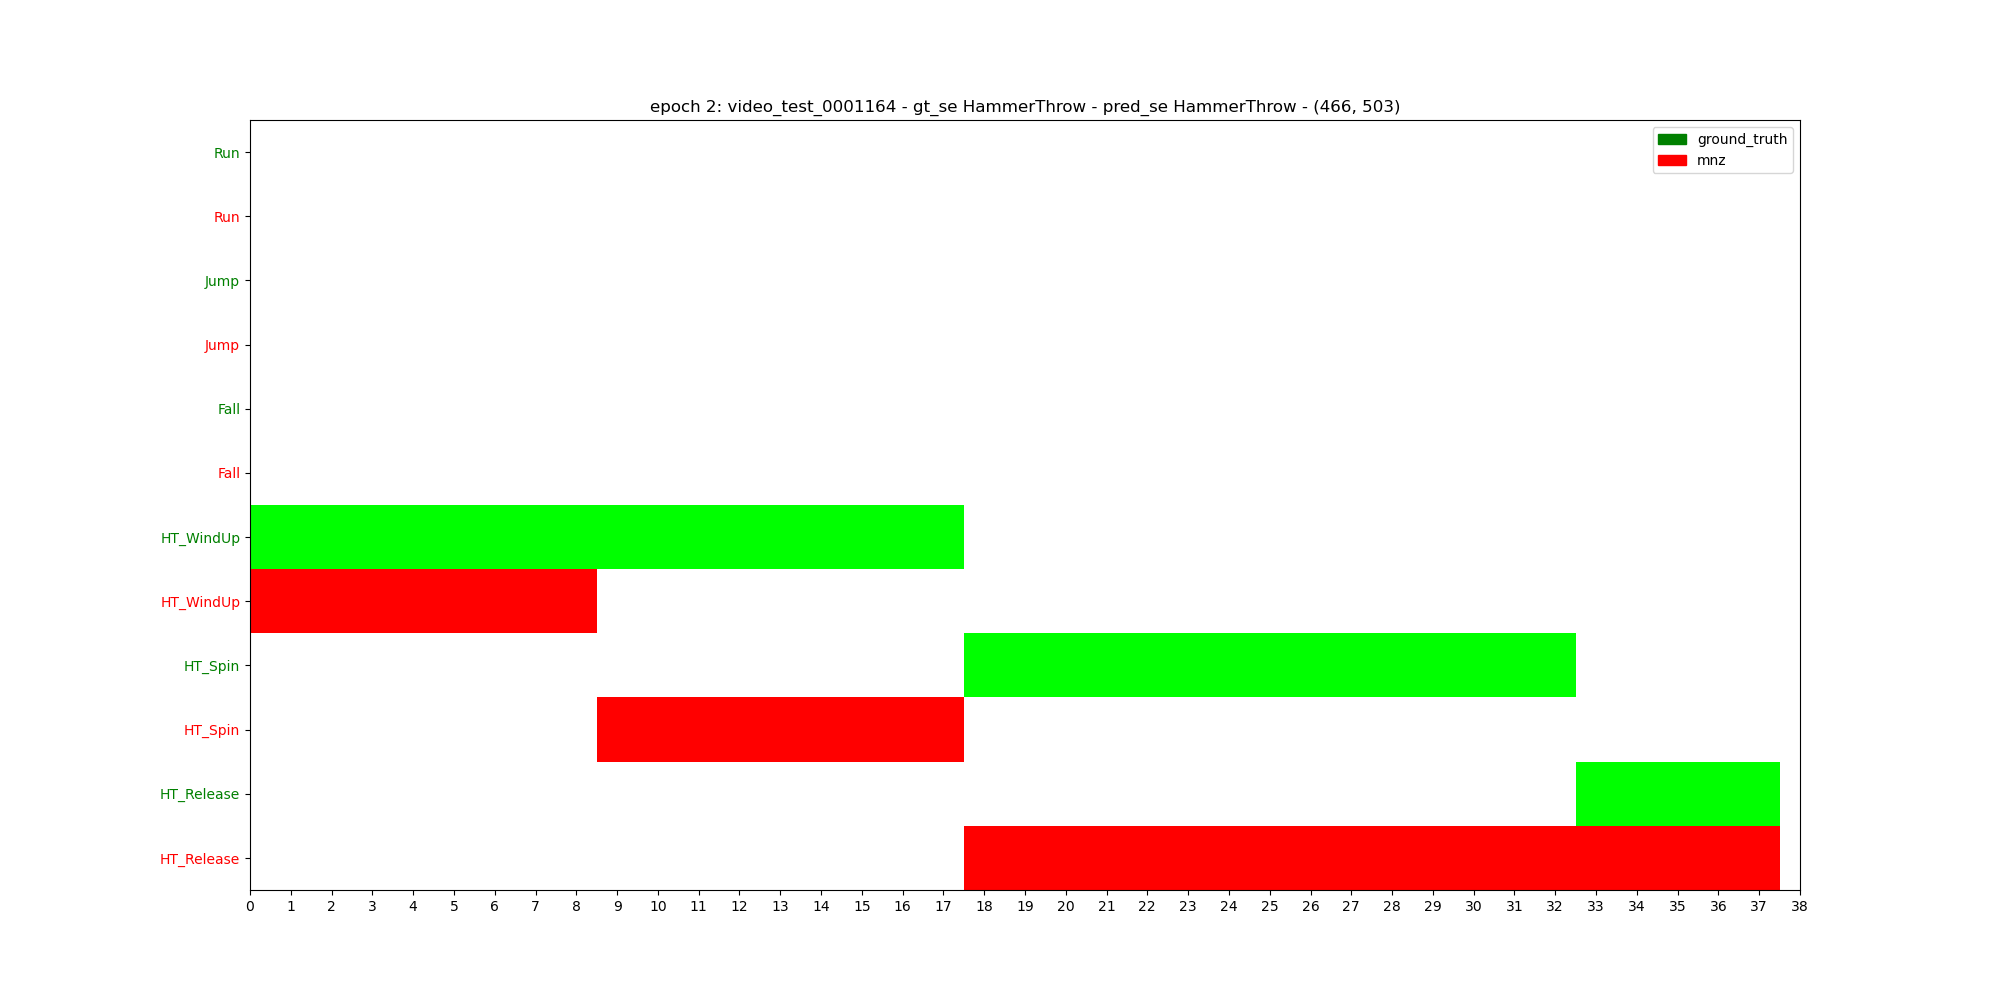 epoch 2: video_test_0001164 - gt_se HammerThrow - pred_se HammerThrow - (466, 503)
ground_truth
mnz
Run
Run
Jump
Jump
Fall
Fall
HT_WindUp
HT_WindUp
HT_Spin
HT_Spin
HT_Release
HT_Release
0 1 2 3 4 5 6 7 8 9 10 11 12 13 14 15 16 17 18 19 20 21 22 23 24 25 26 27 28 29 30 31 32 33 34 35 36 37 38